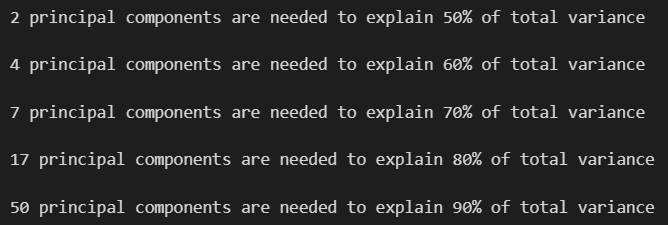 2 principal components are needed to explain 50% of total variance
4 principal components are needed to explain 60% of total variance
7 principal components are needed to explain 70% of total variance
17 principal components are needed to explain 80% of total variance
50 principal components are needed to explain 90% of total variance